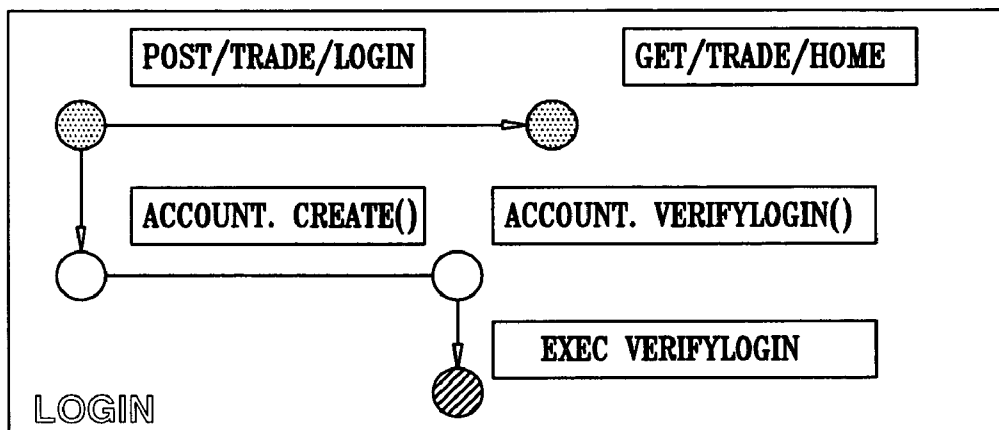 POST/TRADE/LOGIN
GET/TRADE/HOME
ACCOUNT. CREATE()
ACCOUNT. VERIFYLOGIN()
EXEC VERIFYLOGIN
LOGIN